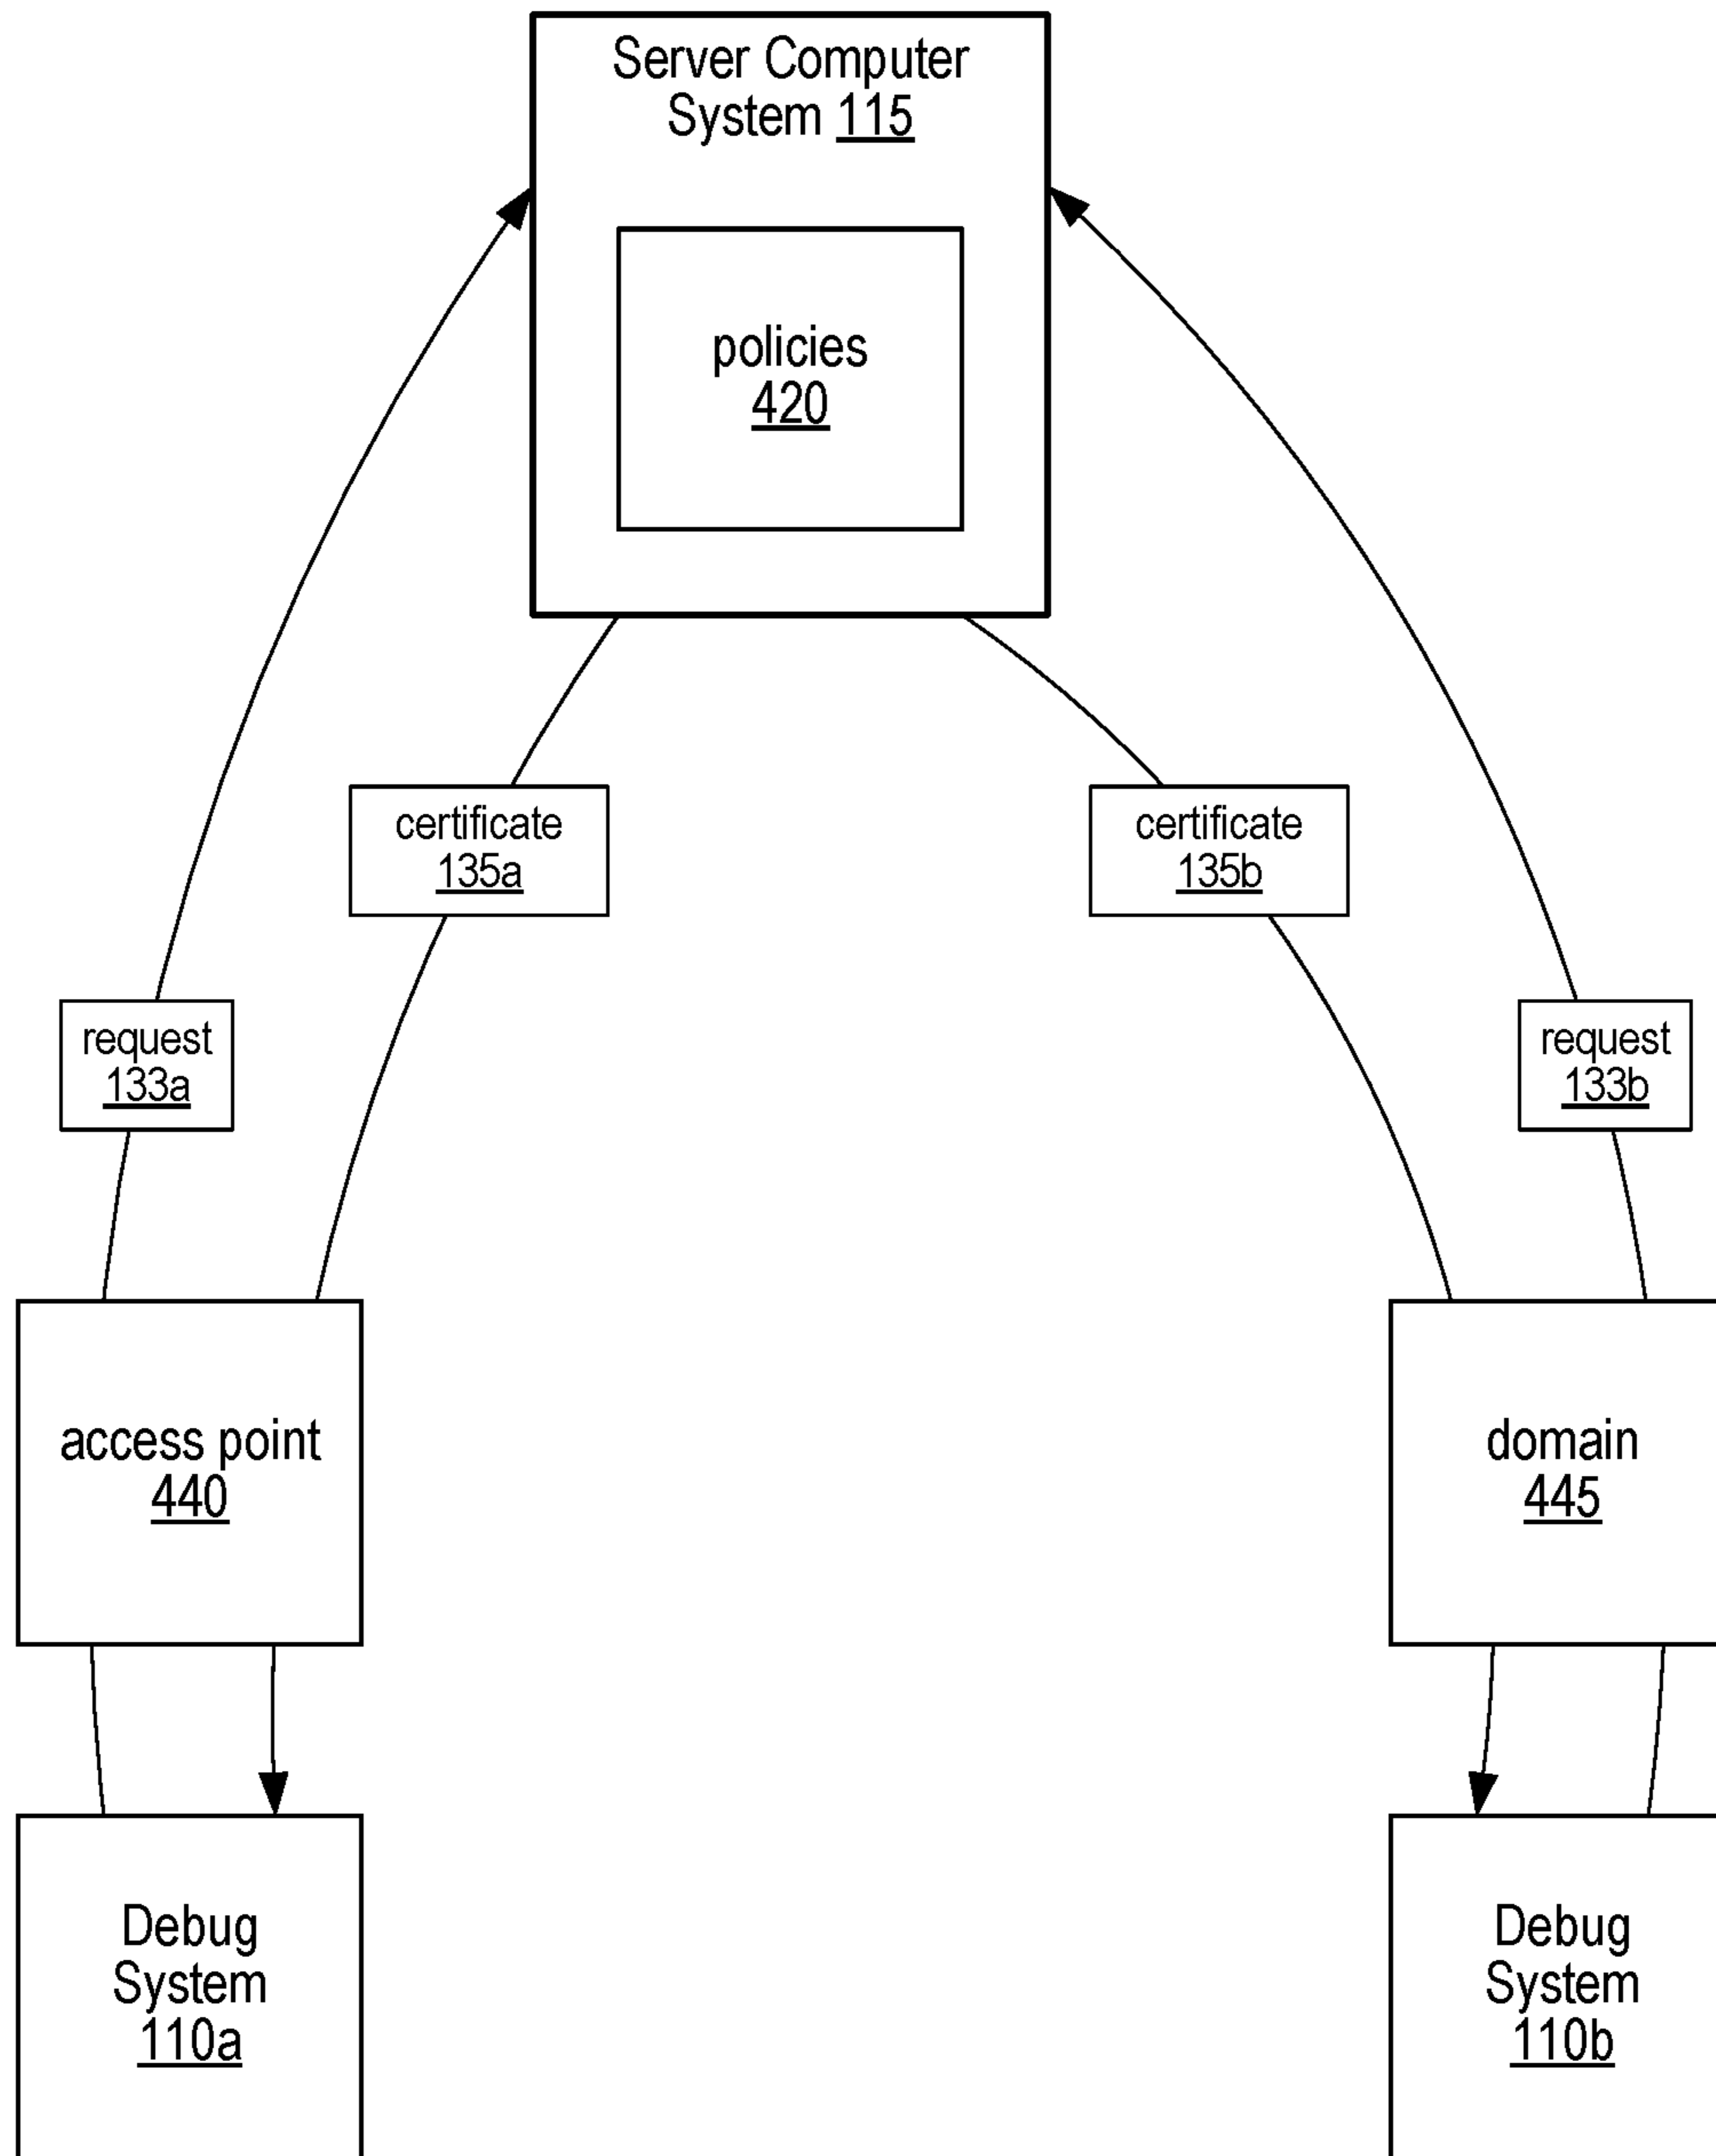 Server Computer
System 115
policies
420
certificate
135a
certificate
135b
request
133a
request
133b
access point
440
domain
445
Debug
System
110a
Debug
System
110b